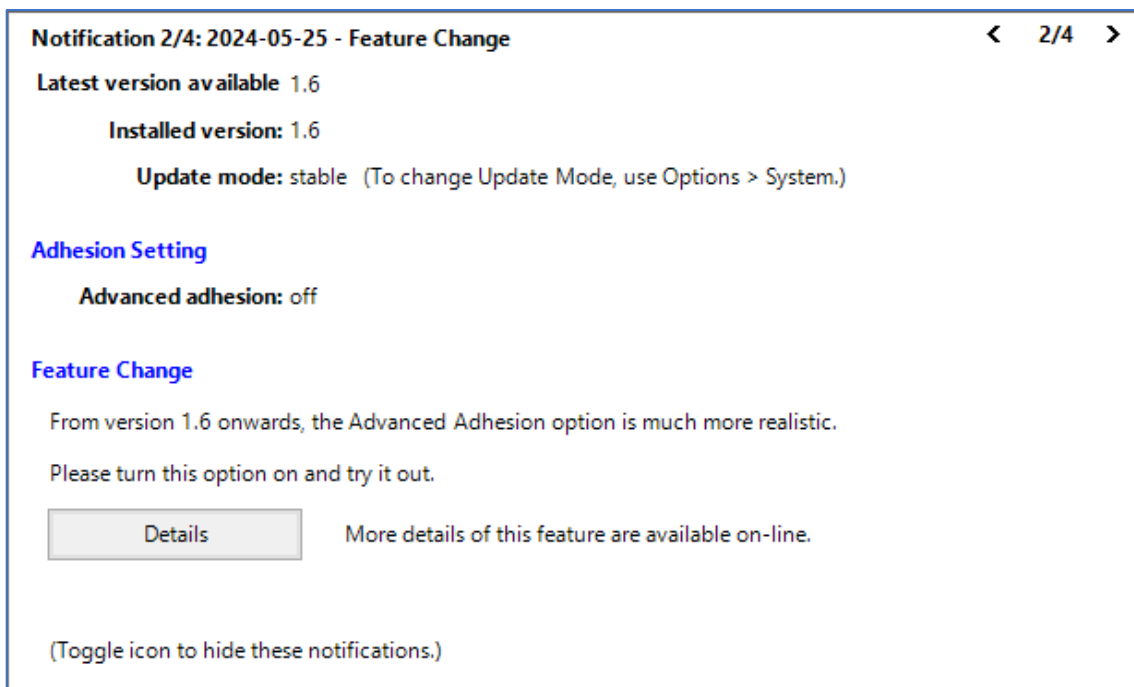 Notification 2/4: 2024-05-25 - Feature Change < 2/4 >
Latest version available 1.6
Installed version: 1.6
Update mode: stable (To change Update Mode, use Options > System.)
Adhesion Setting
Advanced adhesion: off
Feature Change
From version 1.6 onwards, the Advanced Adhesion option is much more realistic.
Please turn this option on and try it out.
Details More details of this feature are available on-line.
(Toggle icon to hide these notifications.)